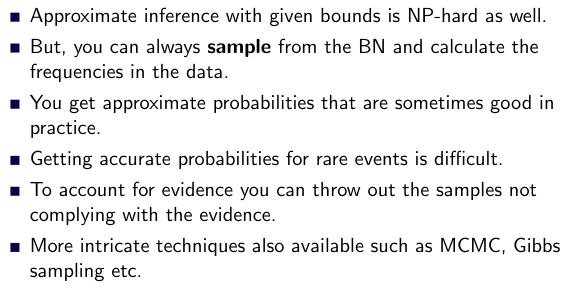 Approximate inference with given bounds is NP-hard as well.
But, you can always sample from the BN and calculate the
frequencies in the data.
You get approximate probabilities that are sometimes good in
practice.
Getting accurate probabilities for rare events is difficult.
To account for evidence you can throw out the samples not
complying with the evidence.
More intricate techniques also available such as MCMC, Gibbs
sampling etc.